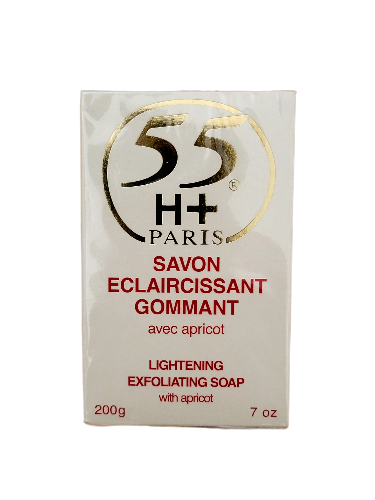 55®
H+
PARIS
SAVON
ECLAIRCISSANT
GOMMANT
avec apricot
LIGHTENING
EXFOLIATING SOAP
with apricot
200g 7 oz